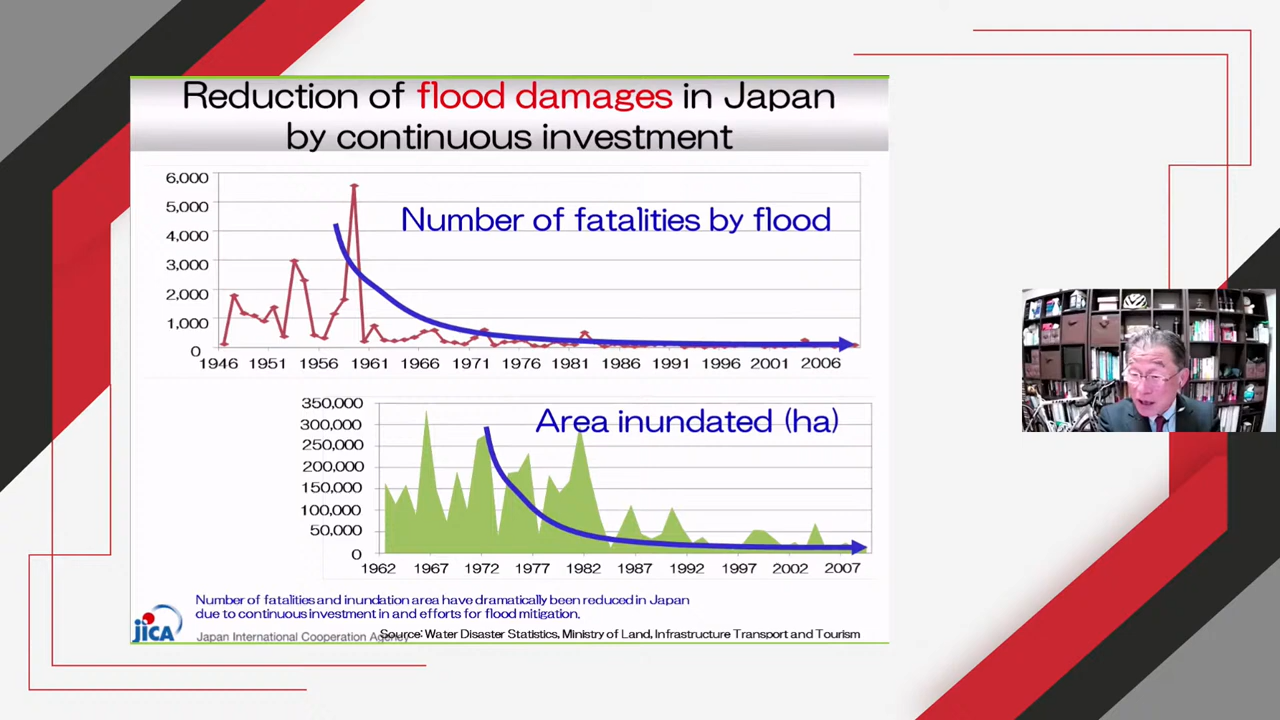 Reduction of flood damages in Japan
by continuous investment
6,000
5,000
4,000
3,000
2,000
1,000
0
Number of fatalities by flood
1946 1951 1956 1961 1966 1971 1976 1981 1986 1991 1996 2001 2006
350,000
300,000
250,000
200,000
150,000
100,000
50,000
0
Area inundated (ha)
1962 1967 1972 1977 1982 1987 1992 1997 2002 2007
Number of fatalities and inundation area have dramatically been reduced in Japan
due to continuous investment in and efforts for flood mitigation.
jICA
Japan International Cooperation Agency
Source: Water Disaster Statistics, Ministry of Land, Infrastructure Transport and Tourism